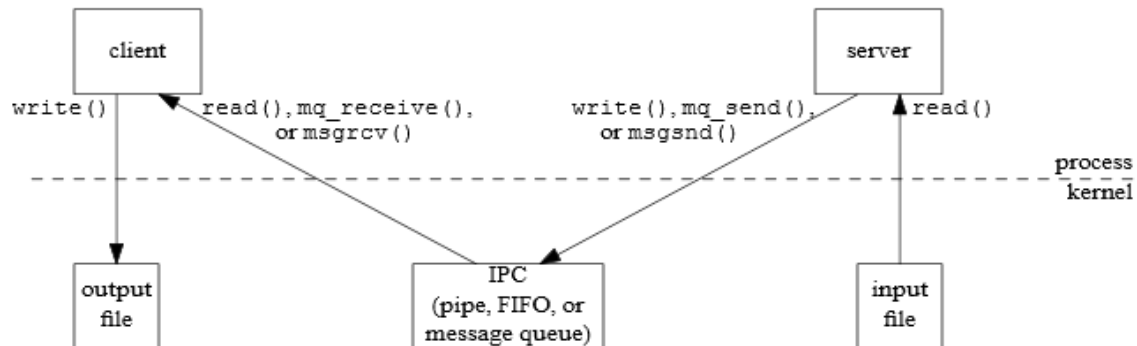 client
server
write()
read(), mq_receive(),
or msgrcv()
write(), mq_send(),
or msgsnd()
read()
process
kernel
output
file
IPC
(pipe, FIFO, or
message queue)
input
file